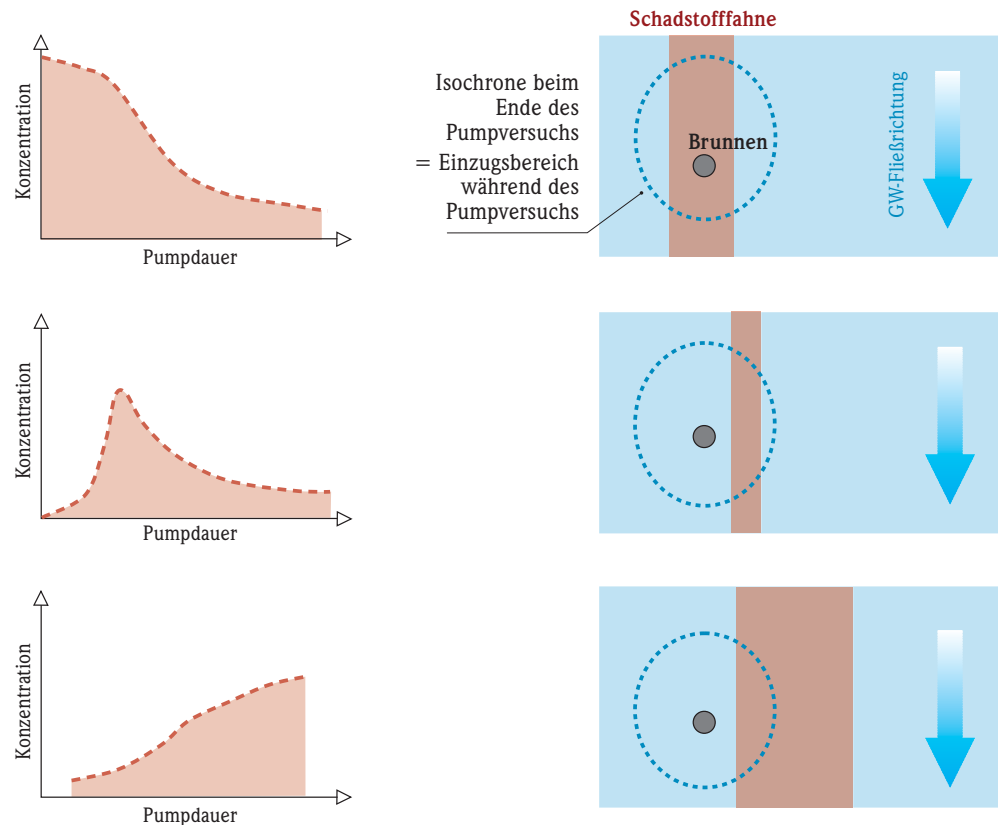 Schadstofffahne
Konzentration
Pumpdauer
Isochrone beim
Ende des
Pumpversuchs
= Einzugsbereich
während des
Pumpversuchs
Brunnen
GW-Fließrichtung
Konzentration
Pumpdauer
Konzentration
Pumpdauer